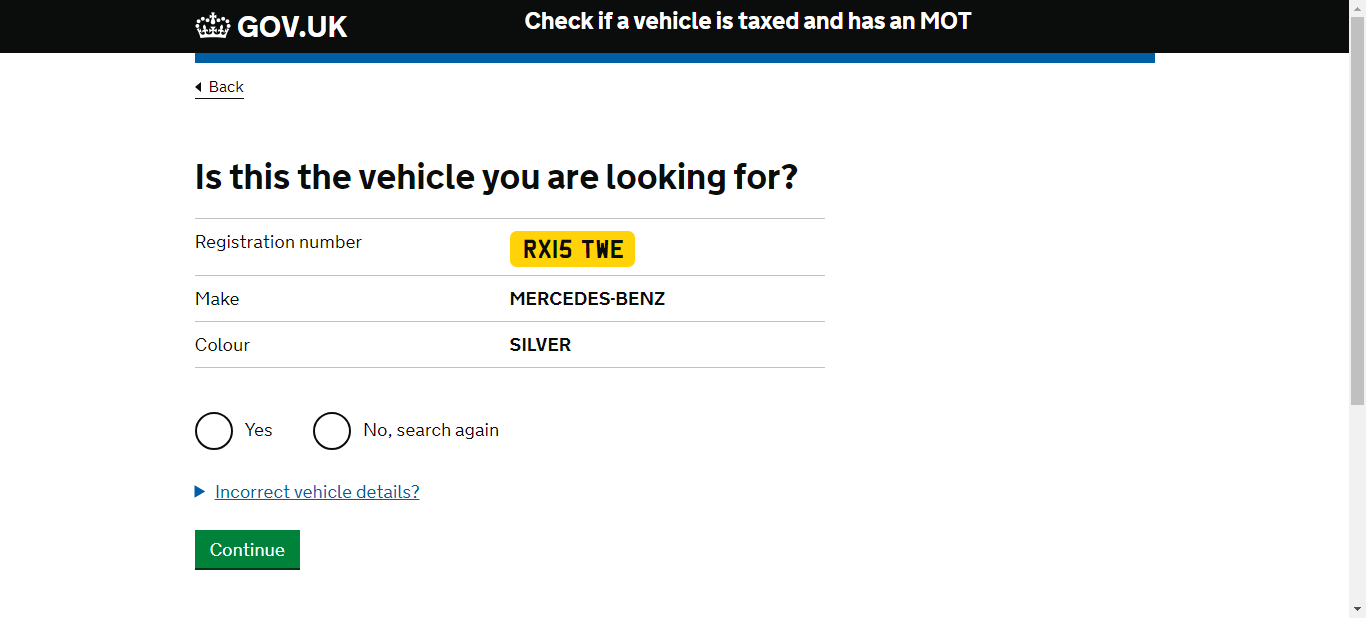 GOV.UK Check if a vehicle is taxed and has an MOT
Back
Is this the vehicle you are looking for?
Registration number RX15 TWE
Make MERCEDES-BENZ
Colour SILVER
Yes No, search again
Incorrect vehicle details?
Continue